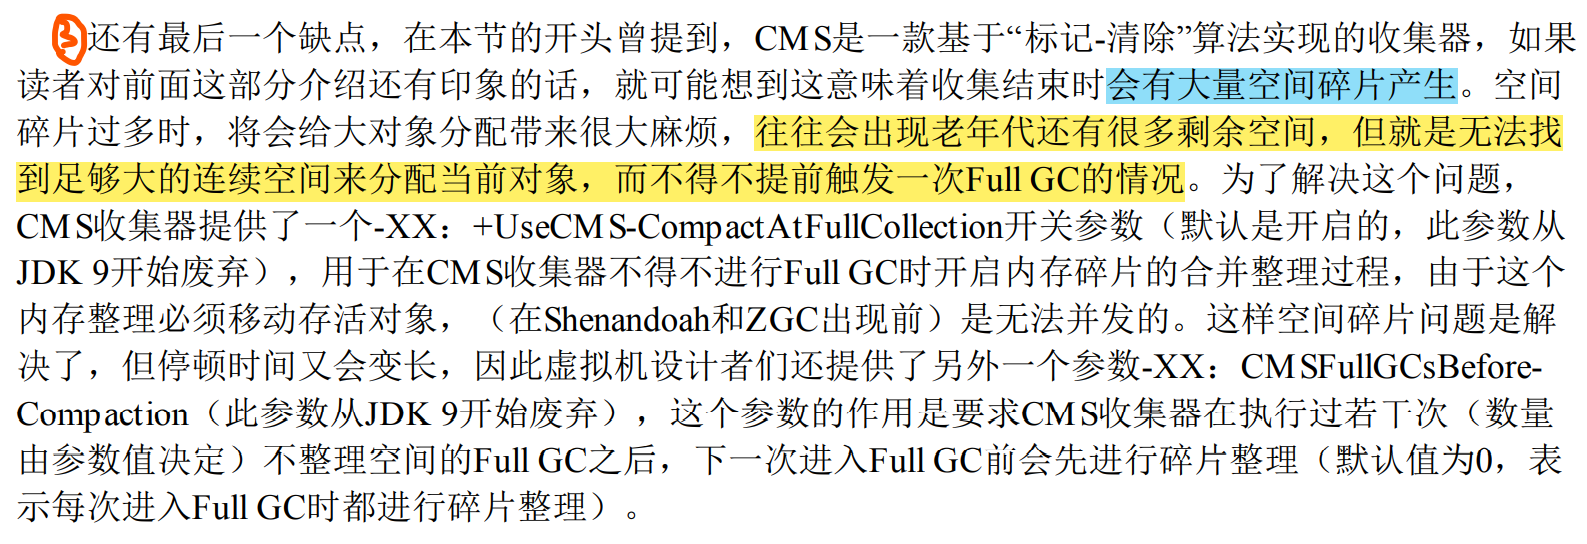 3还有最后一个缺点，在本节的开头曾提到，CMS是一款基于“标记-清除”算法实现的收集器，如果
读者对前面这部分介绍还有印象的话，就可能想到这意味着收集结束时会有大量空间碎片产生。空间
碎片过多时，将会给大对象分配带来很大麻烦，往往会出现老年代还有很多剩余空间，但就是无法找
到足够大的连续空间来分配当前对象，而不得不提前触发一次Full GC的情况。为了解决这个问题，
CMS收集器提供了一个-XX：+UseCMS-CompactAtFullCollection开关参数（默认是开启的，此参数从
JDK 9开始废弃），用于在CMS收集器不得不进行Full GC时开启内存碎片的合并整理过程，由于这个
内存整理必须移动存活对象，（在Shenandoah和ZGC出现前）是无法并发的。这样空间碎片问题是解
决了，但停顿时间又会变长，因此虚拟机设计者们还提供了另外一个参数-XX：CMSFullGCsBefore-
Compaction（此参数从JDK 9开始废弃），这个参数的作用是要求CMS收集器在执行过若干次（数量
由参数值决定）不整理空间的Full GC之后，下一次进入Full GC前会先进行碎片整理（默认值为0，表
示每次进入Full GC时都进行碎片整理）。